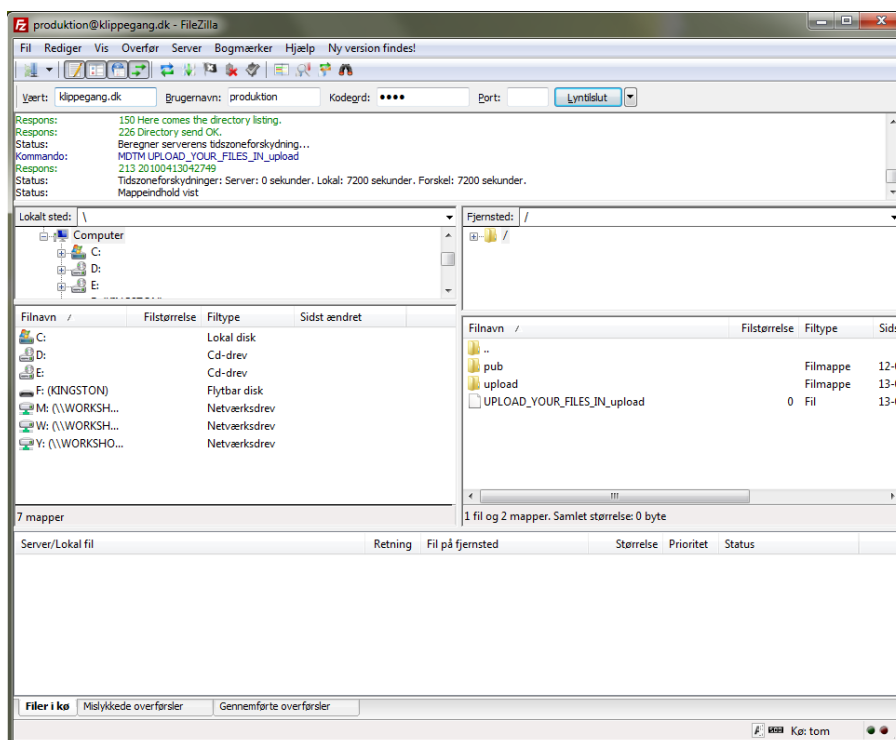 produktion@klippegang.dk - FileZilla
Fil Rediger Vis Overfør Server Bogmærker Hjælp Ny version findes!
Vært: klippegang.dk Brugernavn: produktion Kodeord: •••• Port: Lyntilslut
Respons: 150 Here comes the directory listing.
Respons: 226 Directory send OK.
Status: Beregner serverens tidszoneforskydning...
Kommando: MDTM UPLOAD_YOUR_FILES_IN_upload
Respons: 213 20100413042749
Status: Tidszoneforskydninger: Server: 0 sekunder. Lokal: 7200 sekunder. Forskel: 7200 sekunder.
Status: Mappeindhold vist
Lokalt sted: \
Computer
C:
D:
E:
Fjernsted: /
/
Filnavn / Filstørrelse Filtype Sidst ændret
C: Lokal disk
D: Cd-drev
E: Cd-drev
F: (KINGSTON) Flytbar disk
M: (\\WORKSH... Netværksdrev
W: (\\WORKSH... Netværksdrev
Y: (\\WORKSHO... Netværksdrev
7 mapper
Filnavn / Filstørrelse Filtype Sids
..
pub Filmappe 12-
upload Filmappe 13-
UPLOAD_YOUR_FILES_IN_upload 0 Fil 13-
1 fil og 2 mapper. Samlet størrelse: 0 byte
Server/Lokal fil Retning Fil på fjernsted Størrelse Prioritet Status
Filer i kø Mislykkede overførsler Gennemførte overførsler
Kø: tom